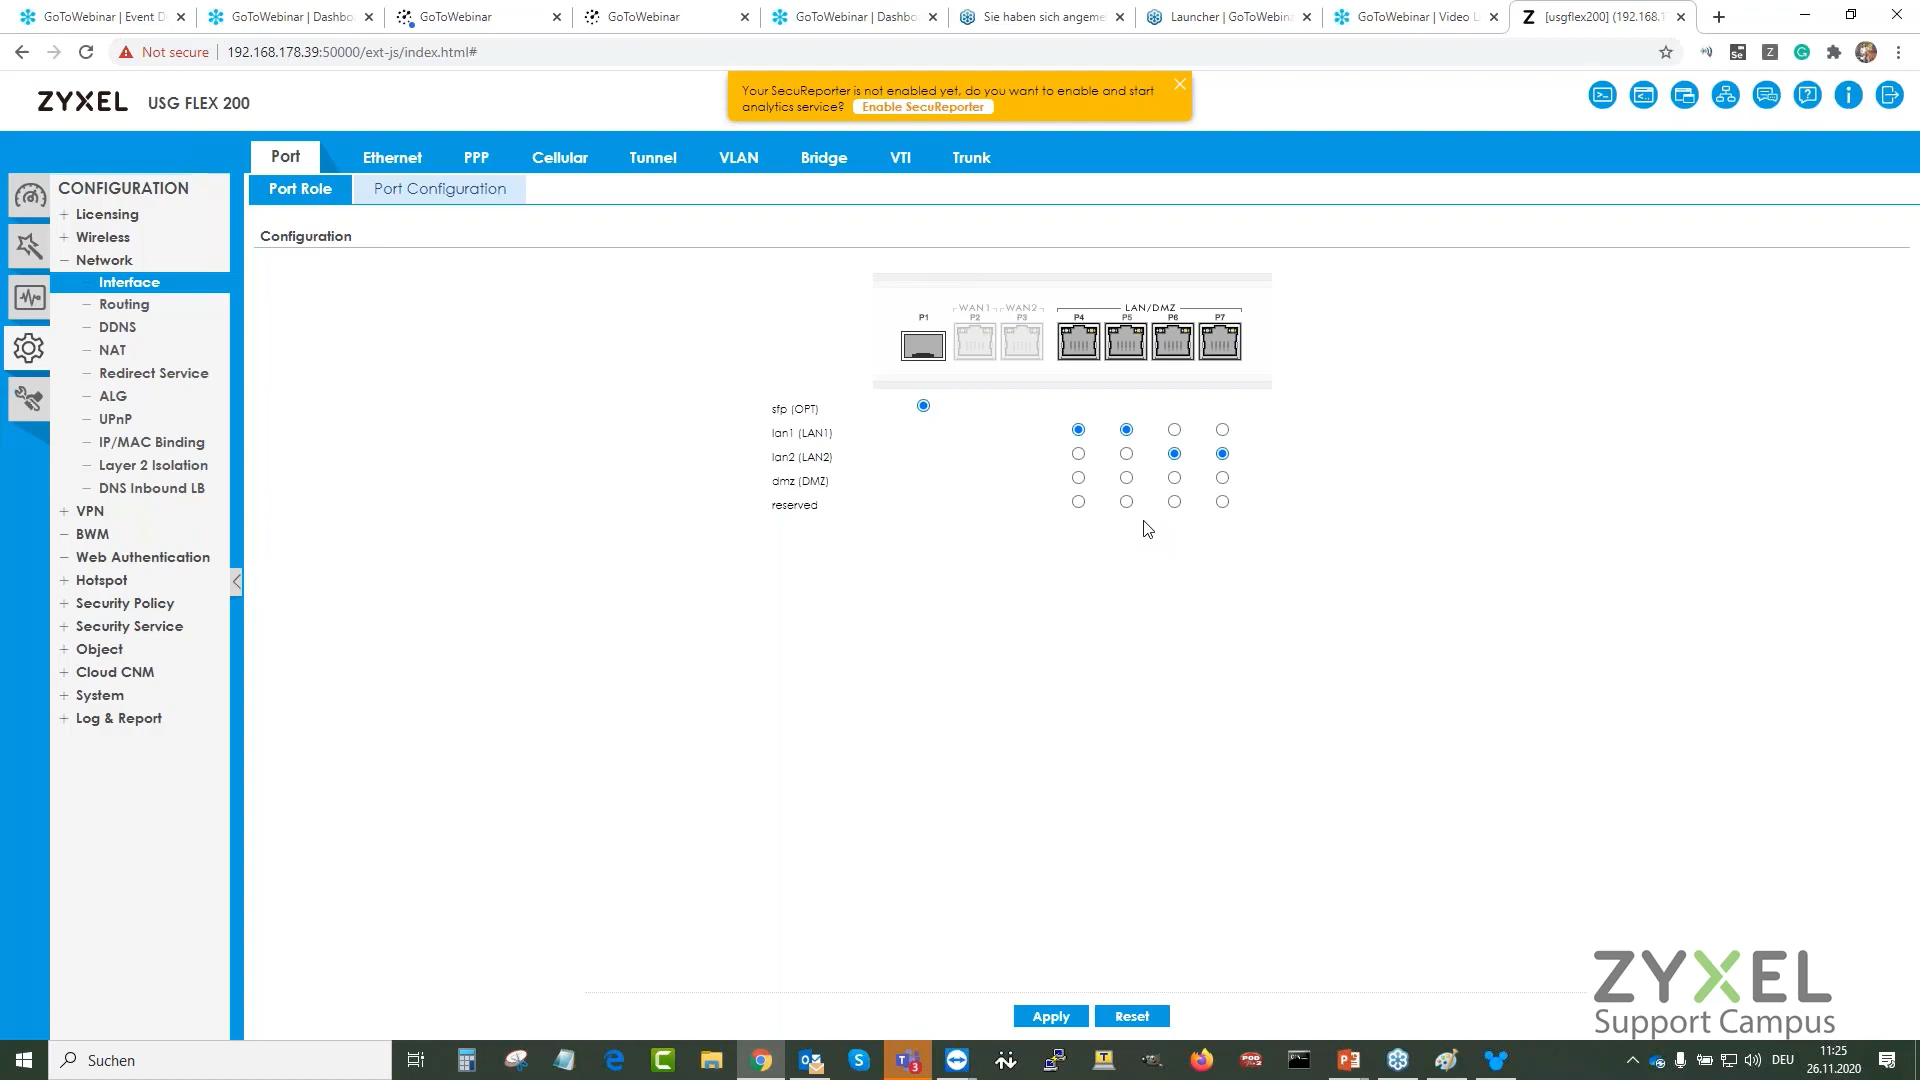 GoToWebinar | Event D
GoToWebinar | Dashbo
GoToWebinar
GoToWebinar
GoToWebinar | Dashbo
Sie haben sich angeme
Launcher | GoToWebina
GoToWebinar | Video L
[usgflex200] (192.168.1
Not secure
192.168.178.39:50000/ext-js/index.html#
ZYXEL USG FLEX 200
Your SecuReporter is not enabled yet, do you want to enable and start
analytics service? Enable SecuReporter
Port Ethernet PPP Cellular Tunnel VLAN Bridge VTI Trunk
Port Role Port Configuration
CONFIGURATION
Licensing
Wireless
Network
Interface
Routing
DDNS
NAT
Redirect Service
ALG
UPnP
IP/MAC Binding
Layer 2 Isolation
DNS Inbound LB
VPN
BWM
Web Authentication
Hotspot
Security Policy
Security Service
Object
Cloud CNM
System
Log & Report
Configuration
WAN1 WAN2 LAN/DMZ
P1 P2 P3 P4 P5 P6 P7
sfp (OPT)
lan1 (LAN1)
lan2 (LAN2)
dmz (DMZ)
reserved
Apply Reset
ZYXEL
Support Campus
Suchen
DEU
11:25
26.11.2020